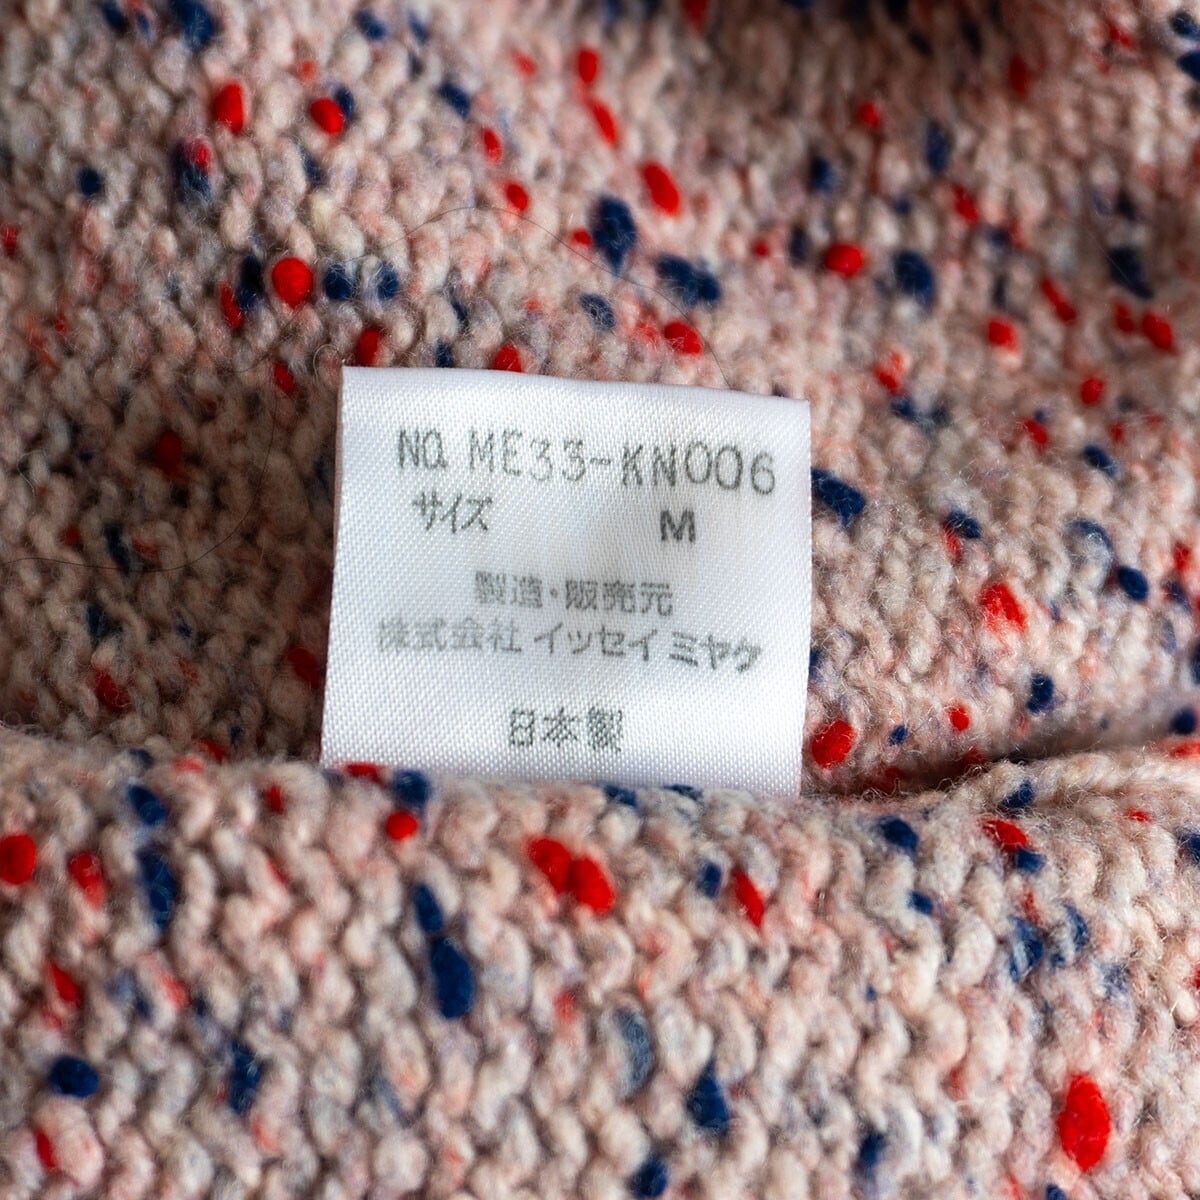 No. ME33-KN006
サイズ M
製造・販売元
株式会社 イッセイ ミヤケ
日本製